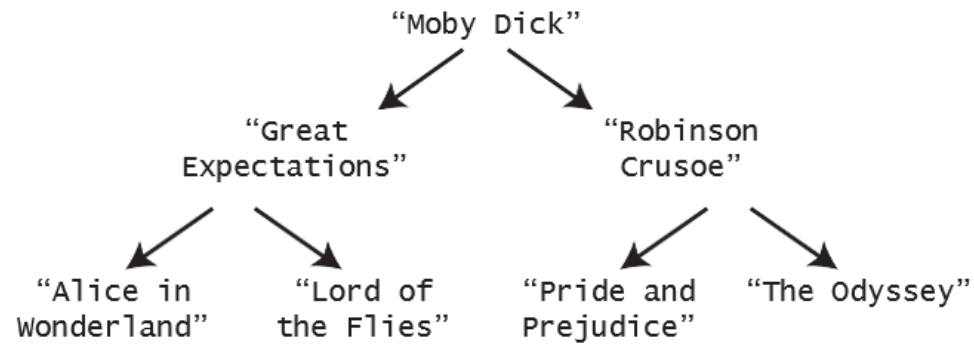 “Moby Dick”
“Great
Expectations”
“Robinson
Crusoe”
“Alice in
Wonderland”
“Lord of
the Flies”
“Pride and
Prejudice”
“The Odyssey”